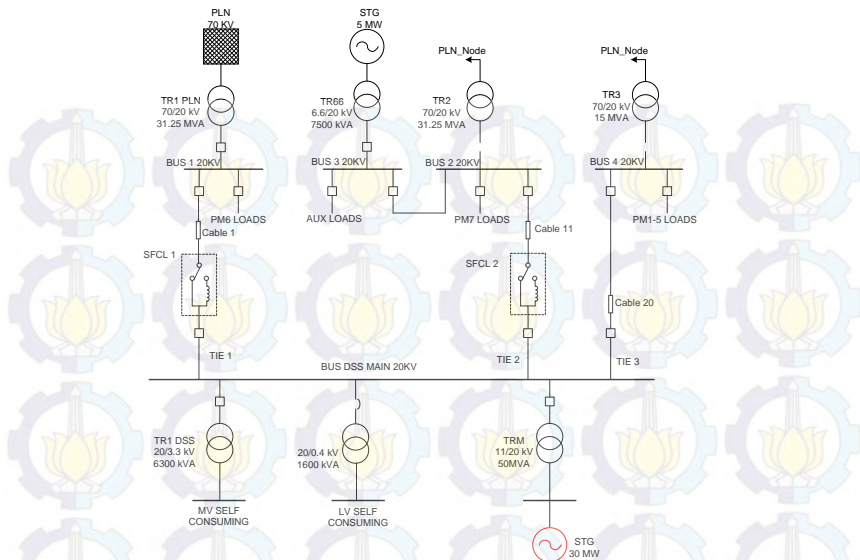 PLN
70 KV
STG
5 MW
PLN_Node
PLN_Node
TR1 PLN
70/20 kV
31.25 MVA
TR66
6.6/20 kV
7500 kVA
TR2
70/20 kV
31.25 MVA
TR3
70/20 kV
15 MVA
BUS 1 20KV
BUS 3 20KV
BUS 2 20KV
BUS 4 20KV
PM6 LOADS
AUX LOADS
PM7 LOADS
PM1-5 LOADS
Cable 1
Cable 11
SFCL 1
SFCL 2
Cable 20
TIE 1
TIE 2
TIE 3
BUS DSS MAIN 20KV
TR1 DSS
20/3.3 kV
6300 kVA
20/0.4 kV
1600 kVA
TRM
11/20 kV
50MVA
MV SELF
CONSUMING
LV SELF
CONSUMING
STG
30 MW